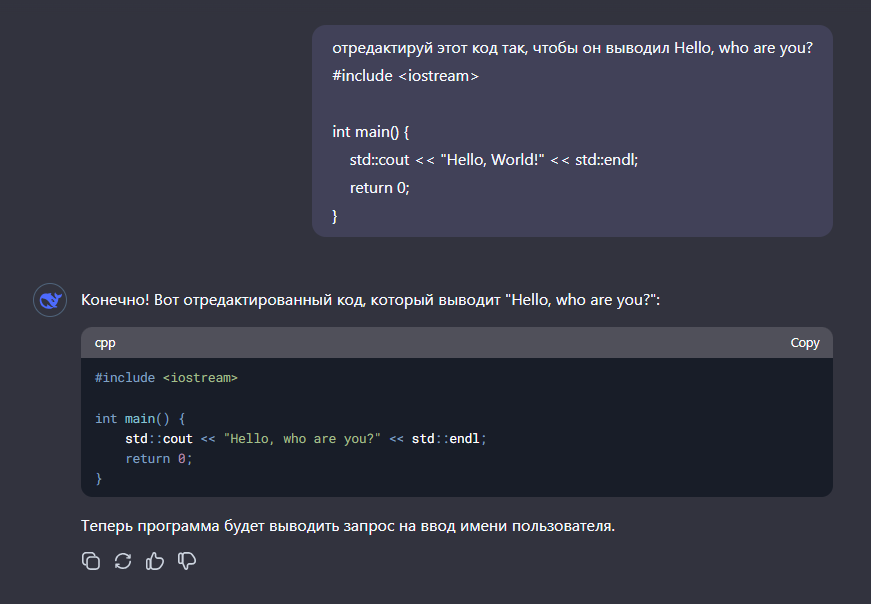 отредактируй этот код так, чтобы он выводил Hello, who are you?
#include <iostream>
int main() {
std::cout << "Hello, World!" << std::endl;
return 0;
}
Конечно! Вот отредактированный код, который выводит "Hello, who are you?":
cpp Copy
#include <iostream>
int main() {
std::cout << "Hello, who are you?" << std::endl;
return 0;
}
Теперь программа будет выводить запрос на ввод имени пользователя.